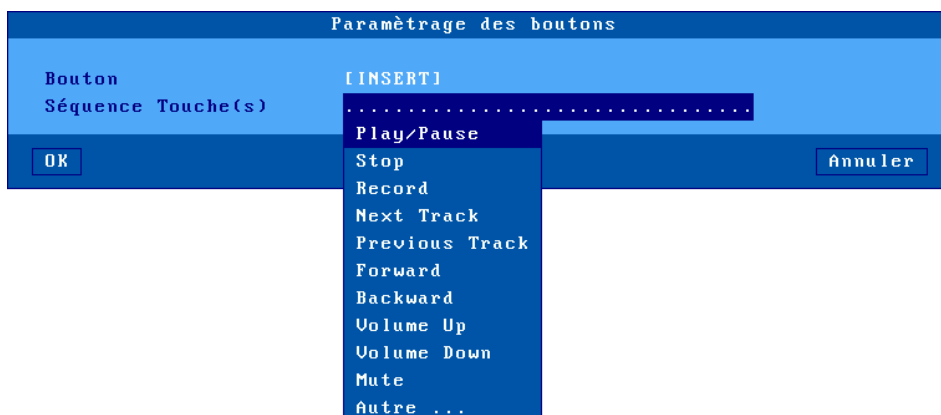 Paramètrage des boutons
Bouton [INSERT]
Séquence Touche(s) .................................
Play/Pause
OK Stop Annuler
Record
Next Track
Previous Track
Forward
Backward
Volume Up
Volume Down
Mute
Autre ...